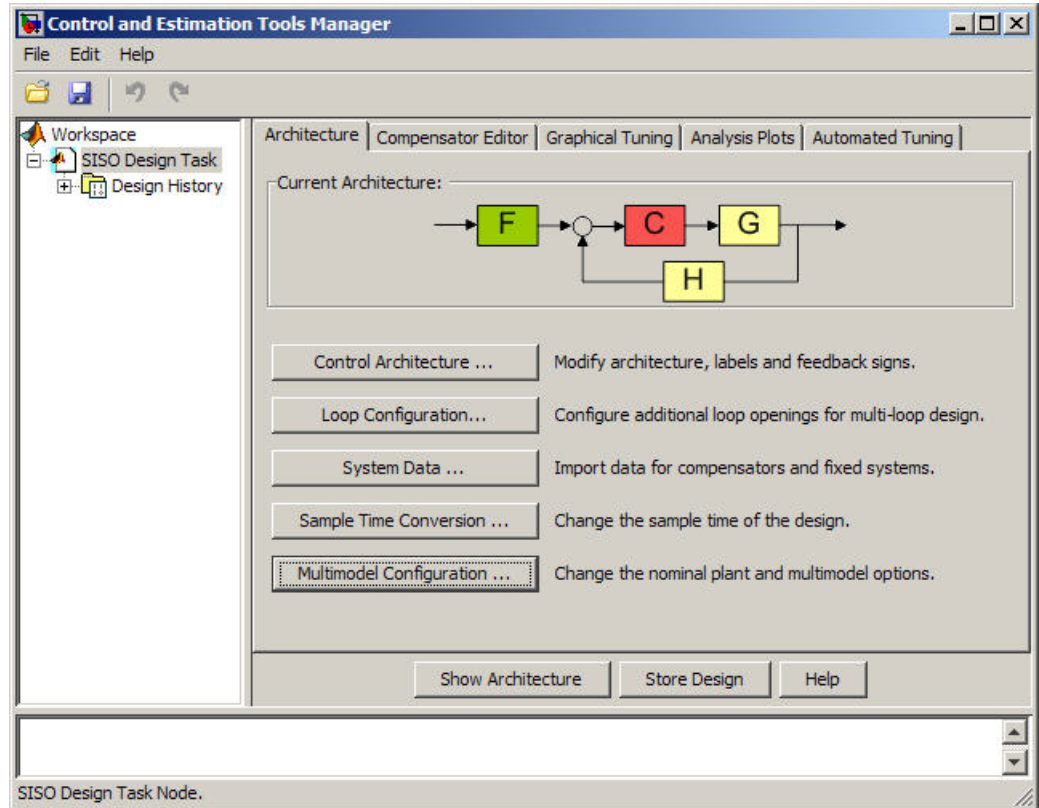 Control and Estimation Tools Manager
File Edit Help
Workspace
SISO Design Task
Design History
Architecture Compensator Editor Graphical Tuning Analysis Plots Automated Tuning
Current Architecture:
F C G
H
Control Architecture ... Modify architecture, labels and feedback signs.
Loop Configuration... Configure additional loop openings for multi-loop design.
System Data ... Import data for compensators and fixed systems.
Sample Time Conversion ... Change the sample time of the design.
Multimodel Configuration ... Change the nominal plant and multimodel options.
Show Architecture Store Design Help
SISO Design Task Node.